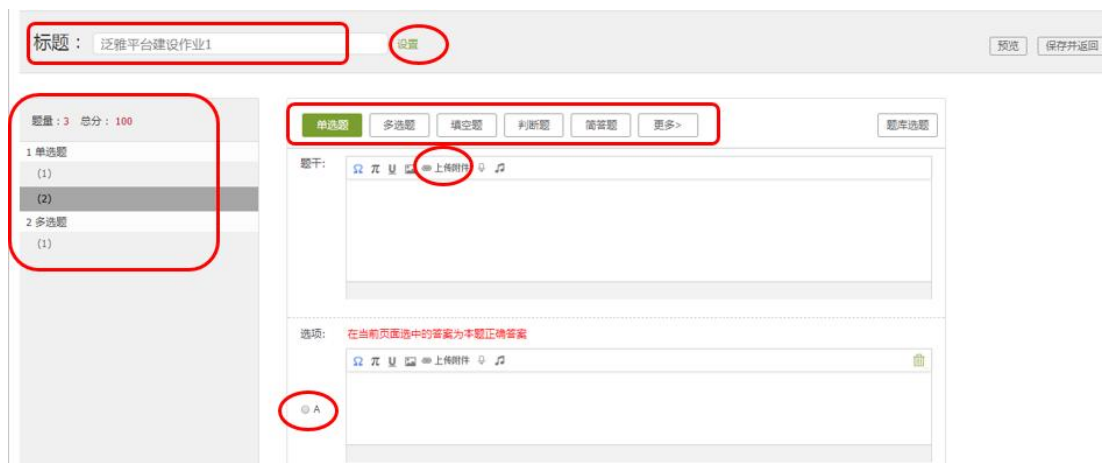 标题： 泛雅平台建设作业1 设置 预览 保存并返回
题量：3 总分：100
单选题 多选题 填空题 判断题 简答题 更多> 题库选题
1 单选题
(1)
(2)
2 多选题
(1)
题干:
Ω π U 上传附件
选项: 在当前页面选中的答案为本题正确答案
Ω π U 上传附件
A